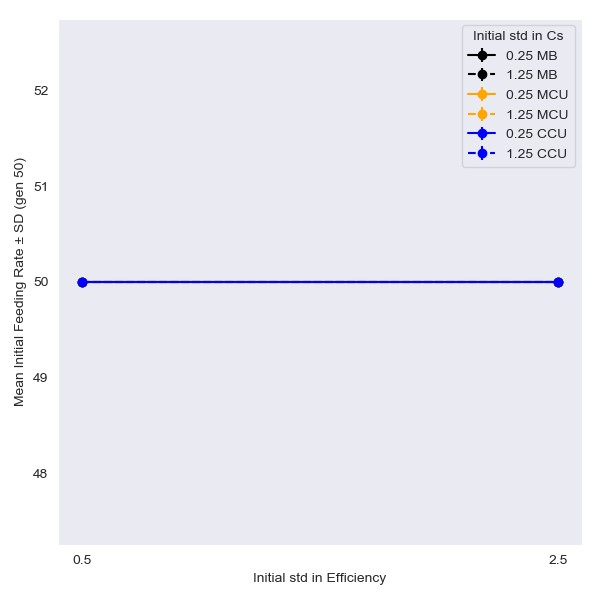 Initial std in Cs
0.25 MB
1.25 MB
0.25 MCU
1.25 MCU
0.25 CCU
1.25 CCU
52
51
50
49
48
Mean Initial Feeding Rate ± SD (gen 50)
0.5
2.5
Initial std in Efficiency